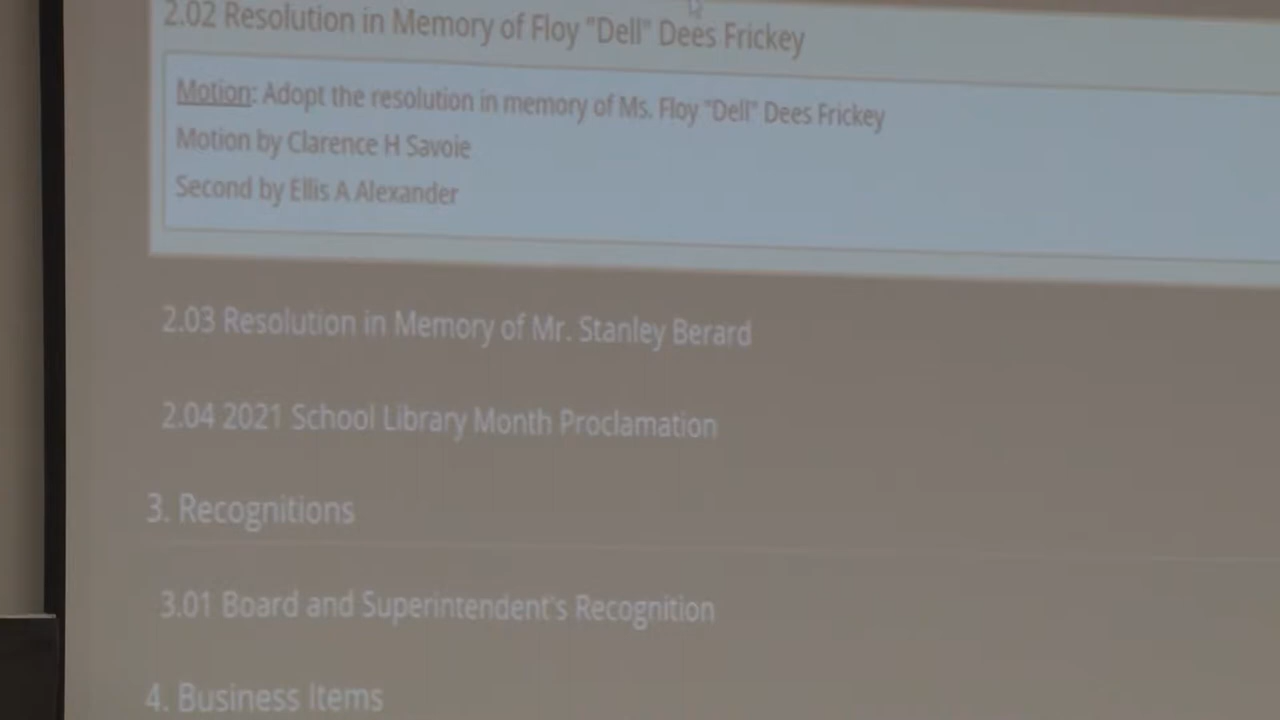 2.02 Resolution in Memory of Floy "Dell" Dees Frickey
Motion: Adopt the resolution in memory of Ms. Floy "Dell" Dees Frickey
Motion by Clarence H Savoie
Second by Ellis A Alexander
2.03 Resolution in Memory of Mr. Stanley Berard
2.04 2021 School Library Month Proclamation
3. Recognitions
3.01 Board and Superintendent's Recognition
4. Business Items